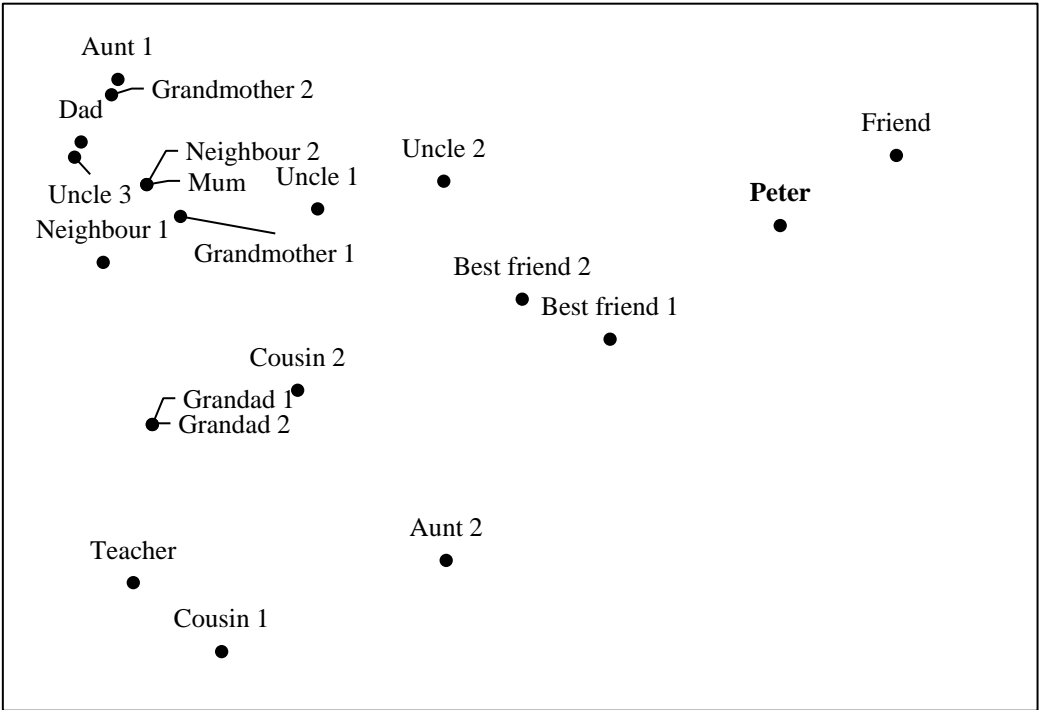 Aunt 1
Grandmother 2
Dad
Friend
Uncle 2
Neighbour 2
Uncle 1
Mum
Uncle 3
Peter
Neighbour 1
Grandmother 1
Best friend 2
Best friend 1
Cousin 2
Grandad 1
Grandad 2
Aunt 2
Teacher
Cousin 1